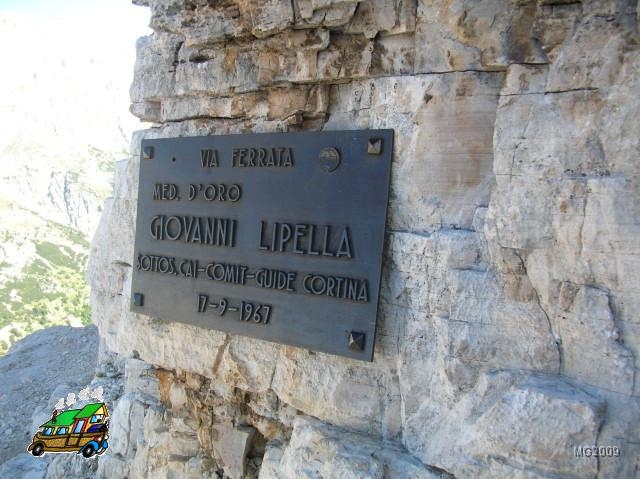 VIA FERRATA
MED. D'ORO
GIOVANNI LIPELLA
SOTTOS. CAI-COMIT-GUIDE CORTINA
17-9-1967
MG2009